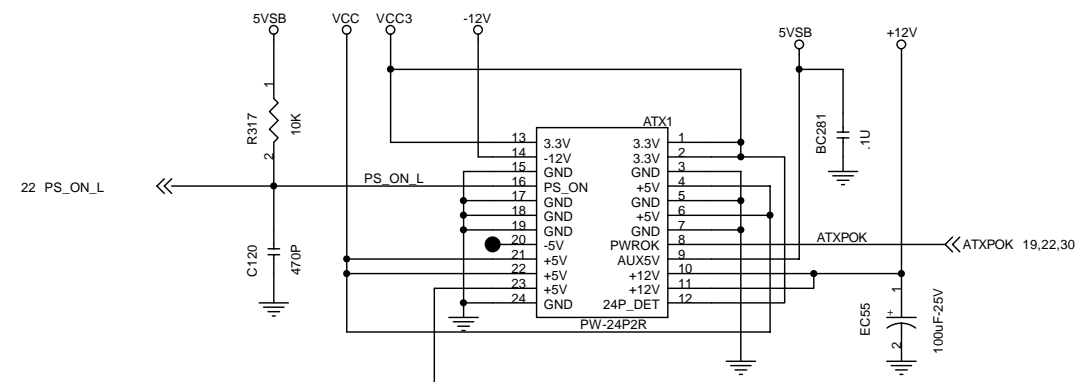 5VSB VCC VCC3 -12V 5VSB +12V
1
R317
10K
2
ATX1
13 3.3V 3.3V 1
14 -12V 3.3V 2
15 GND GND 3
16 PS_ON +5V 4
17 GND GND 5
18 GND +5V 6
19 GND GND 7
20 -5V PWROK 8
21 +5V AUX5V 9
22 +5V +12V 10
23 +5V +12V 11
24 GND 24P_DET 12
PW-24P2R
BC281
.1U
22 PS_ON_L
PS_ON_L
ATXPOK
ATXPOK 19,22,30
C120
470P
1
+
EC55
100uF-25V
2